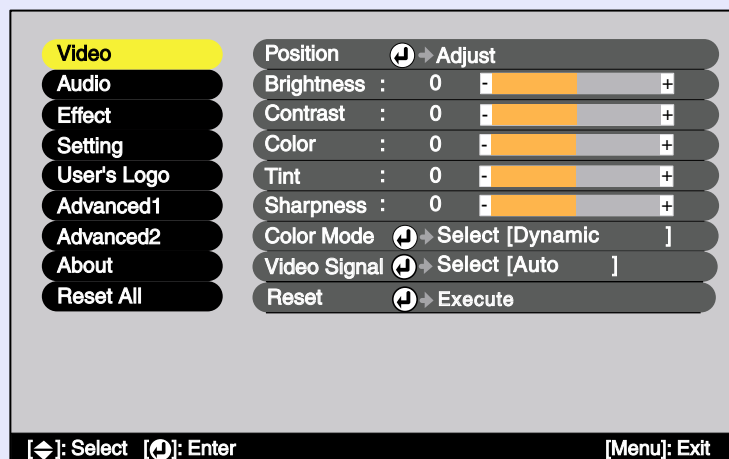 Video
Audio
Effect
Setting
User's Logo
Advanced1
Advanced2
About
Reset All
Position Adjust
Brightness : 0 - +
Contrast : 0 - +
Color : 0 - +
Tint : 0 - +
Sharpness : 0 - +
Color Mode Select [Dynamic ]
Video Signal Select [Auto ]
Reset Execute
[ ]: Select [ ]: Enter [Menu]: Exit